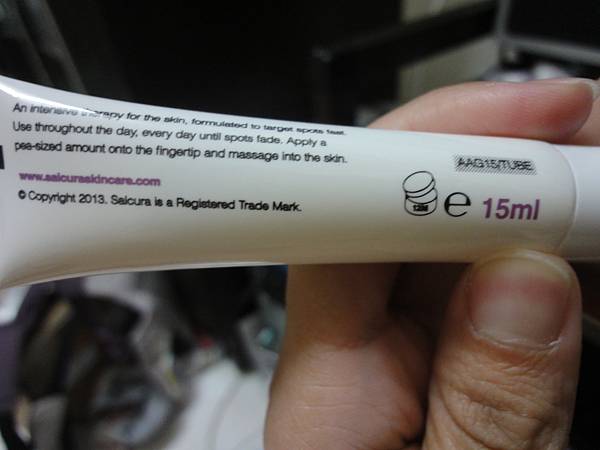 An intensive therapy for the skin, formulated to target spots fast.
Use throughout the day, every day until spots fade. Apply a
pea-sized amount onto the fingertip and massage into the skin.
www.salcuraskincare.com
© Copyright 2013. Salcura is a Registered Trade Mark.
AAG15/TUBE
12M
e 15ml